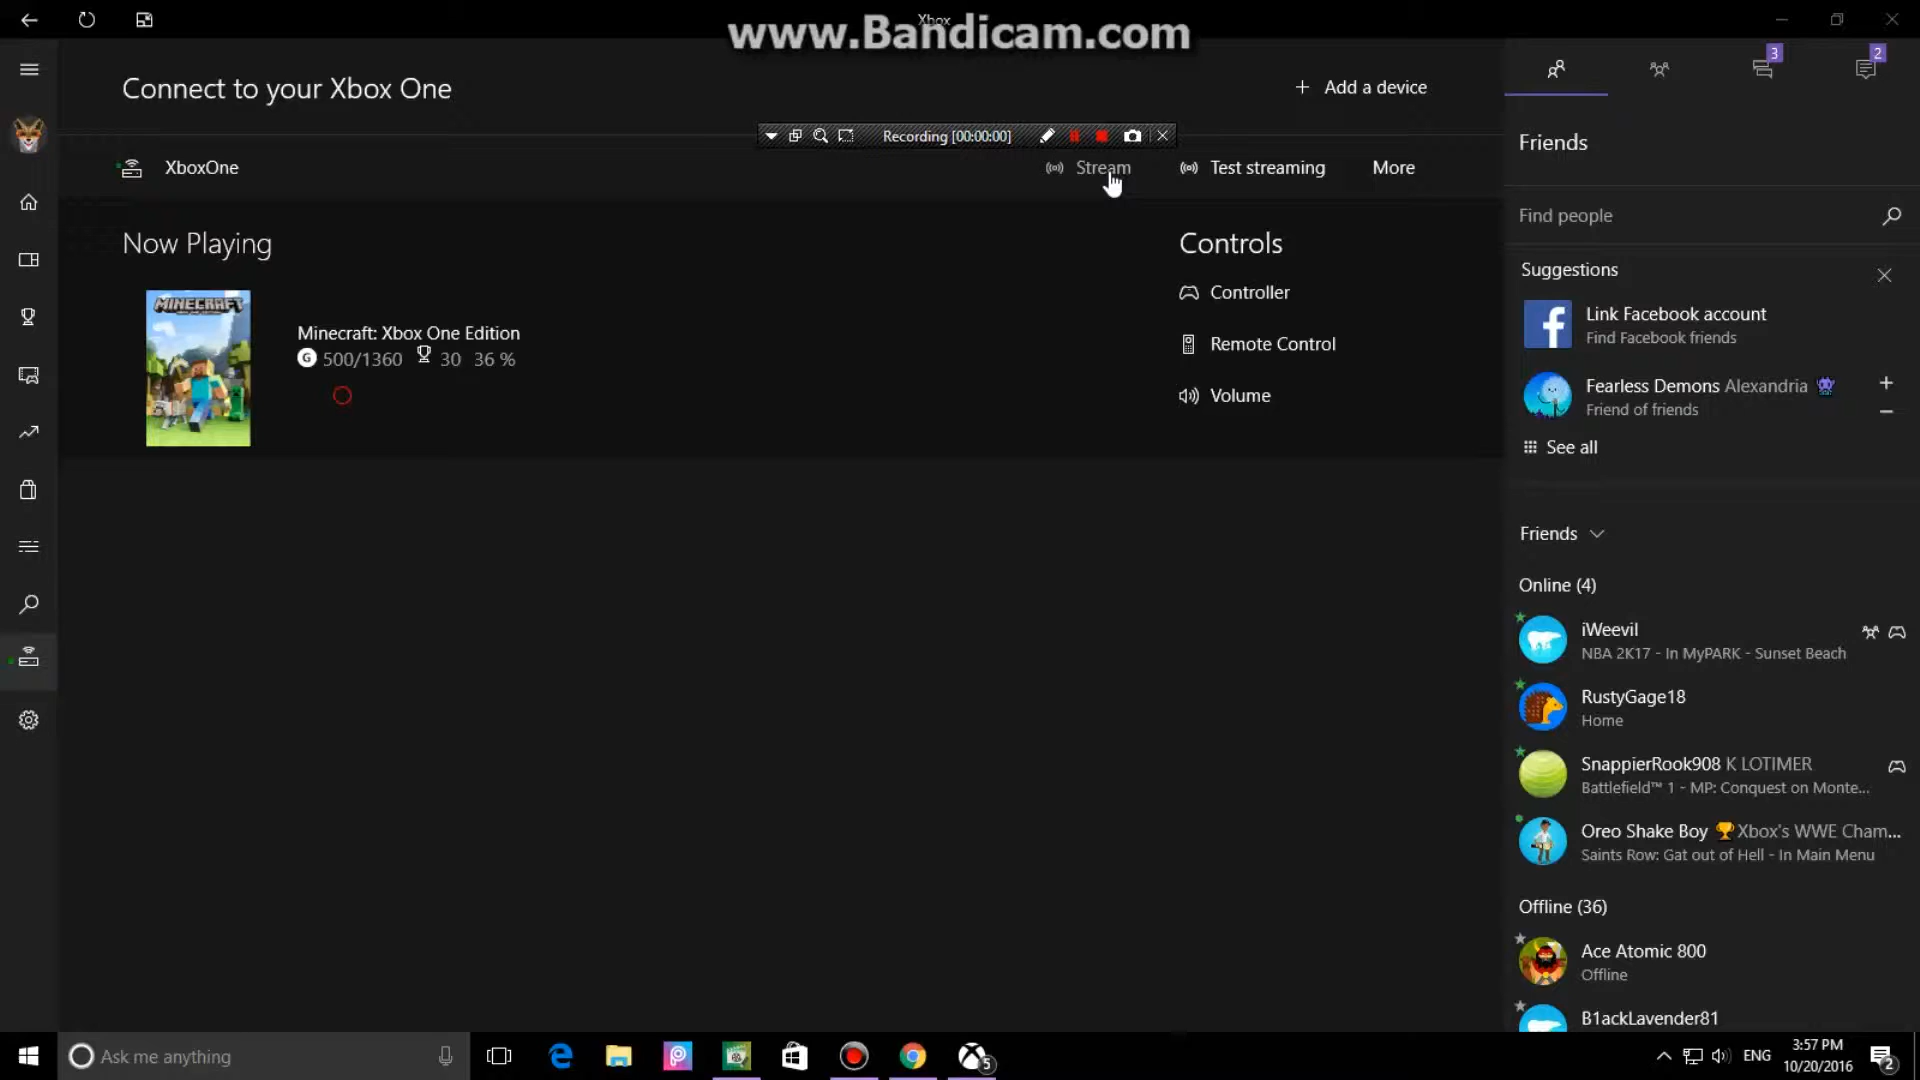 Xbox
www.Bandicam.com
Connect to your Xbox One
+ Add a device
Recording [00:00:00]
XboxOne
Stream
Test streaming
More
Now Playing
MINECRAFT
Minecraft: Xbox One Edition
G 500/1360 30 36 %
Controls
Controller
Remote Control
Volume
3
2
Friends
Find people
Suggestions
Link Facebook account
Find Facebook friends
Fearless Demons Alexandria
Friend of friends
See all
Friends
Online (4)
iWeevil
NBA 2K17 - In MyPARK - Sunset Beach
RustyGage18
Home
SnappierRook908 K LOTIMER
Battlefield™ 1 - MP: Conquest on Monte...
Oreo Shake Boy 🏆Xbox's WWE Cham...
Saints Row: Gat out of Hell - In Main Menu
Offline (36)
Ace Atomic 800
Offline
B1ackLavender81
Ask me anything
5
ENG
3:57 PM
10/20/2016
2